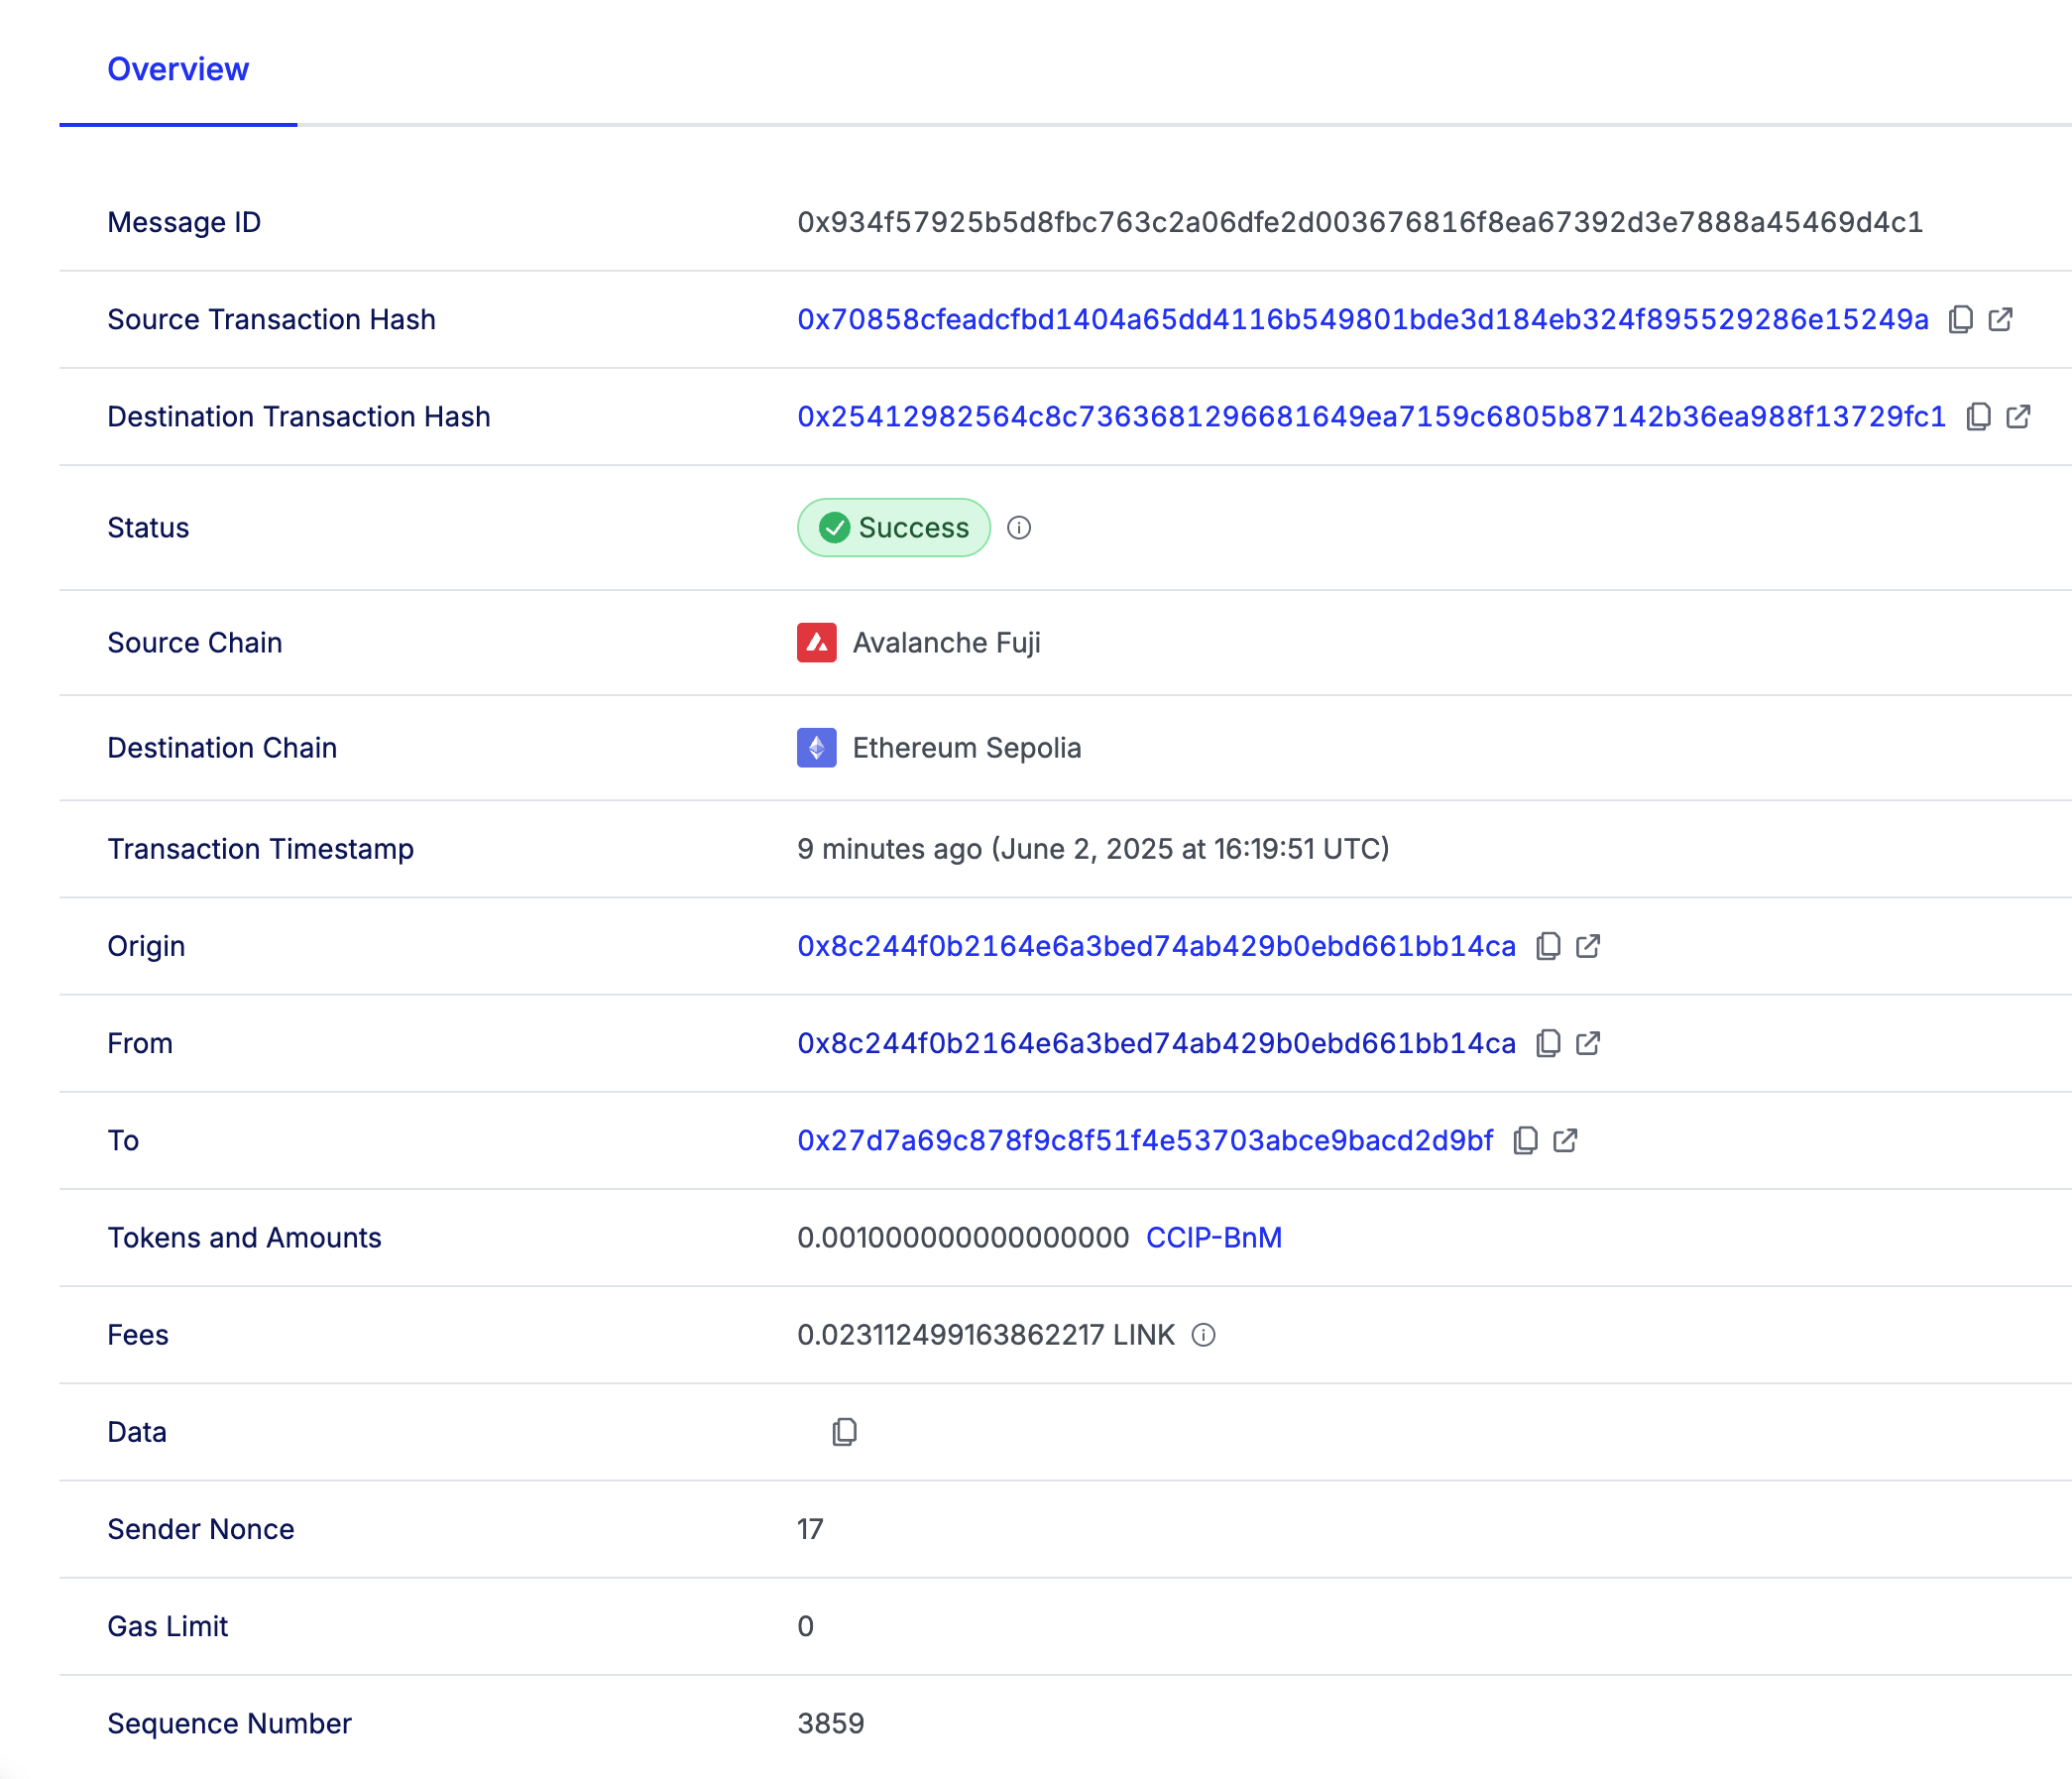 Overview
Message ID 0x934f57925b5d8fbc763c2a06dfe2d003676816f8ea67392d3e7888a45469d4c1
Source Transaction Hash 0x70858cfeadcfbd1404a65dd4116b549801bde3d184eb324f895529286e15249a
Destination Transaction Hash 0x25412982564c8c7363681296681649ea7159c6805b87142b36ea988f13729fc1
Status Success
Source Chain Avalanche Fuji
Destination Chain Ethereum Sepolia
Transaction Timestamp 9 minutes ago (June 2, 2025 at 16:19:51 UTC)
Origin 0x8c244f0b2164e6a3bed74ab429b0ebd661bb14ca
From 0x8c244f0b2164e6a3bed74ab429b0ebd661bb14ca
To 0x27d7a69c878f9c8f51f4e53703abce9bacd2d9bf
Tokens and Amounts 0.001000000000000000 CCIP-BnM
Fees 0.023112499163862217 LINK
Data
Sender Nonce 17
Gas Limit 0
Sequence Number 3859